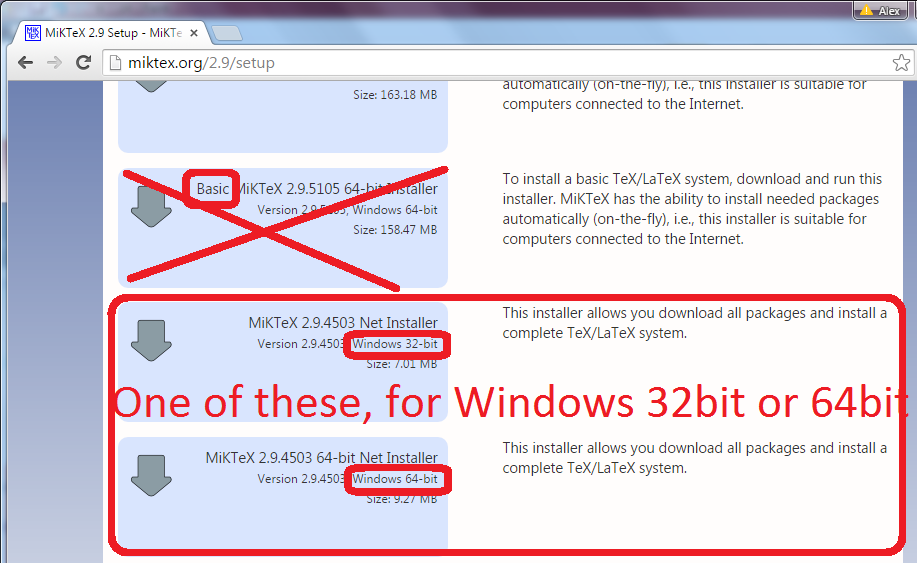 Alex
MiKTeX 2.9 Setup - MiKTe
miktex.org/2.9/setup
Size: 163.18 MB
automatically (on-the-fly), i.e., this installer is suitable for
computers connected to the Internet.
Basic MiKTeX 2.9.5105 64-bit Installer
Version 2.9.5105, Windows 64-bit
Size: 158.47 MB
To install a basic TeX/LaTeX system, download and run this
installer. MiKTeX has the ability to install needed packages
automatically (on-the-fly), i.e., this installer is suitable for
computers connected to the Internet.
MiKTeX 2.9.4503 Net Installer
Version 2.9.4503, Windows 32-bit
Size: 7.01 MB
This installer allows you download all packages and install a
complete TeX/LaTeX system.
One of these, for Windows 32bit or 64bit
MiKTeX 2.9.4503 64-bit Net Installer
Version 2.9.4503, Windows 64-bit
Size: 9.27 MB
This installer allows you download all packages and install a
complete TeX/LaTeX system.